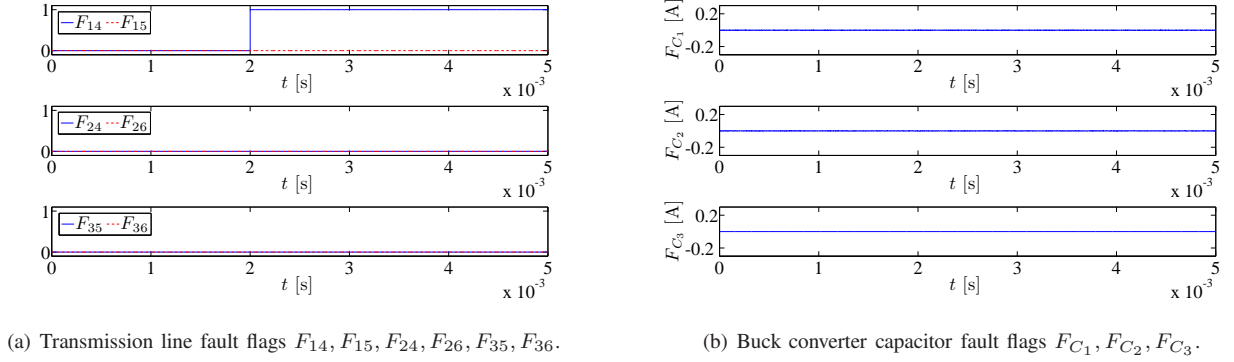 1
0
F14 F15
0 1 2 3 4 5
t [s]
x 10-3
1
0
F24 F26
0 1 2 3 4 5
t [s]
x 10-3
1
0
F35 F36
0 1 2 3 4 5
t [s]
x 10-3
(a) Transmission line fault flags F14, F15, F24, F26, F35, F36.
FC1 [A]
0.2
-0.2
0 1 2 3 4 5
t [s]
x 10-3
FC2 [A]
0.2
-0.2
0 1 2 3 4 5
t [s]
x 10-3
FC3 [A]
0.2
-0.2
0 1 2 3 4 5
t [s]
x 10-3
(b) Buck converter capacitor fault flags FC1, FC2, FC3.